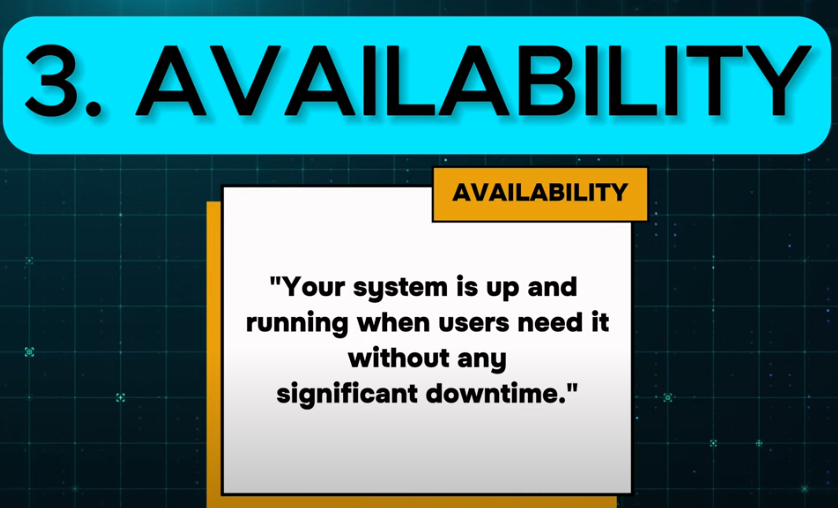 3. AVAILABILITY
AVAILABILITY
"Your system is up and
running when users need it
without any
significant downtime."